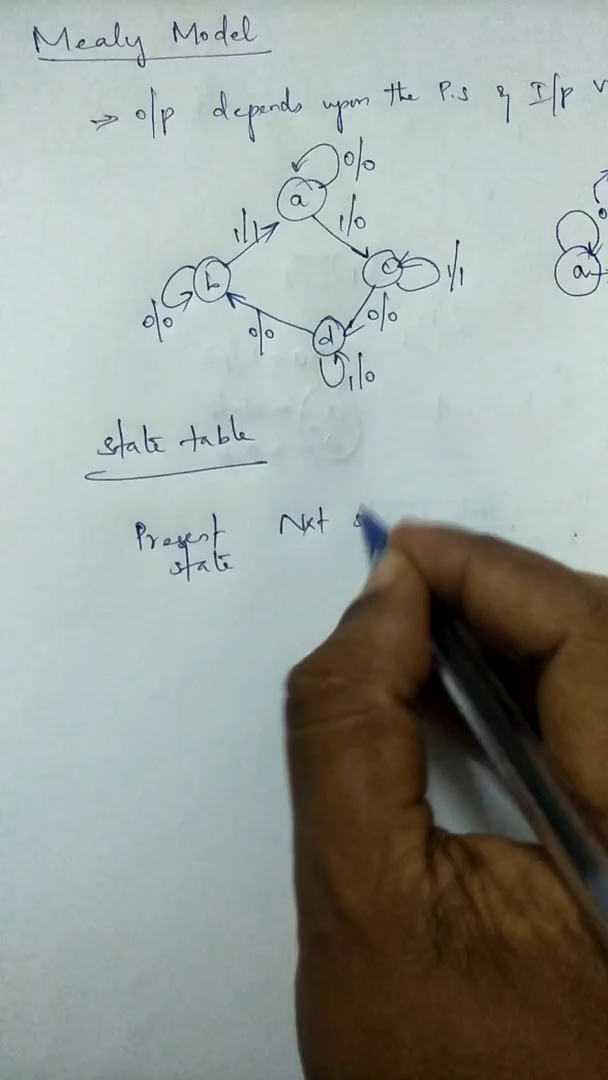 Mealy Model
→ o/p depends upon the P.s & I/p
a
0/0
1/0
1/1
b
c
1/1
a
0/0
0/0
0/0
d
1/0
state table
Present Nxt s
state